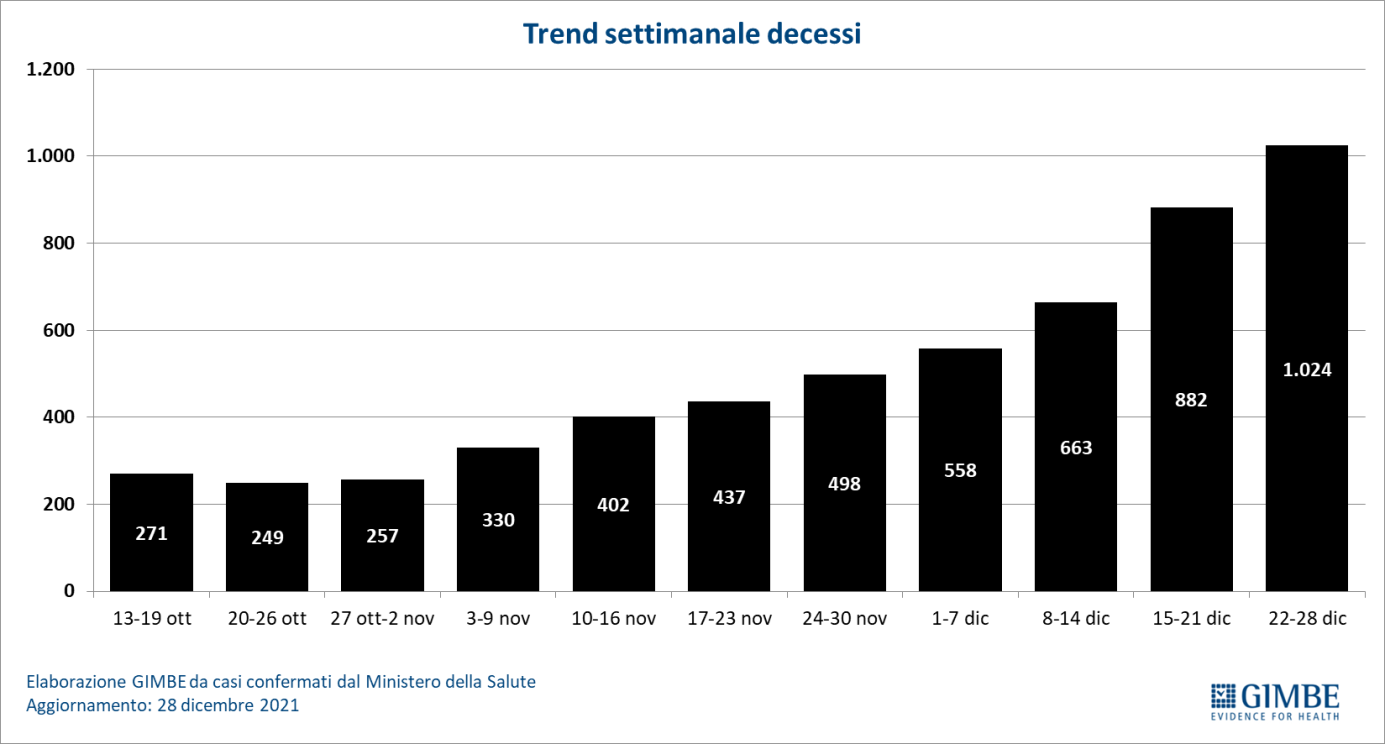 Trend settimanale decessi
1.200
1.000
800
600
400
200
0
271
249
257
330
402
437
498
558
663
882
1.024
13-19 ott
20-26 ott
27 ott-2 nov
3-9 nov
10-16 nov
17-23 nov
24-30 nov
1-7 dic
8-14 dic
15-21 dic
22-28 dic
Elaborazione GIMBE da casi confermati dal Ministero della Salute
Aggiornamento: 28 dicembre 2021
GIMBE
EVIDENCE FOR HEALTH